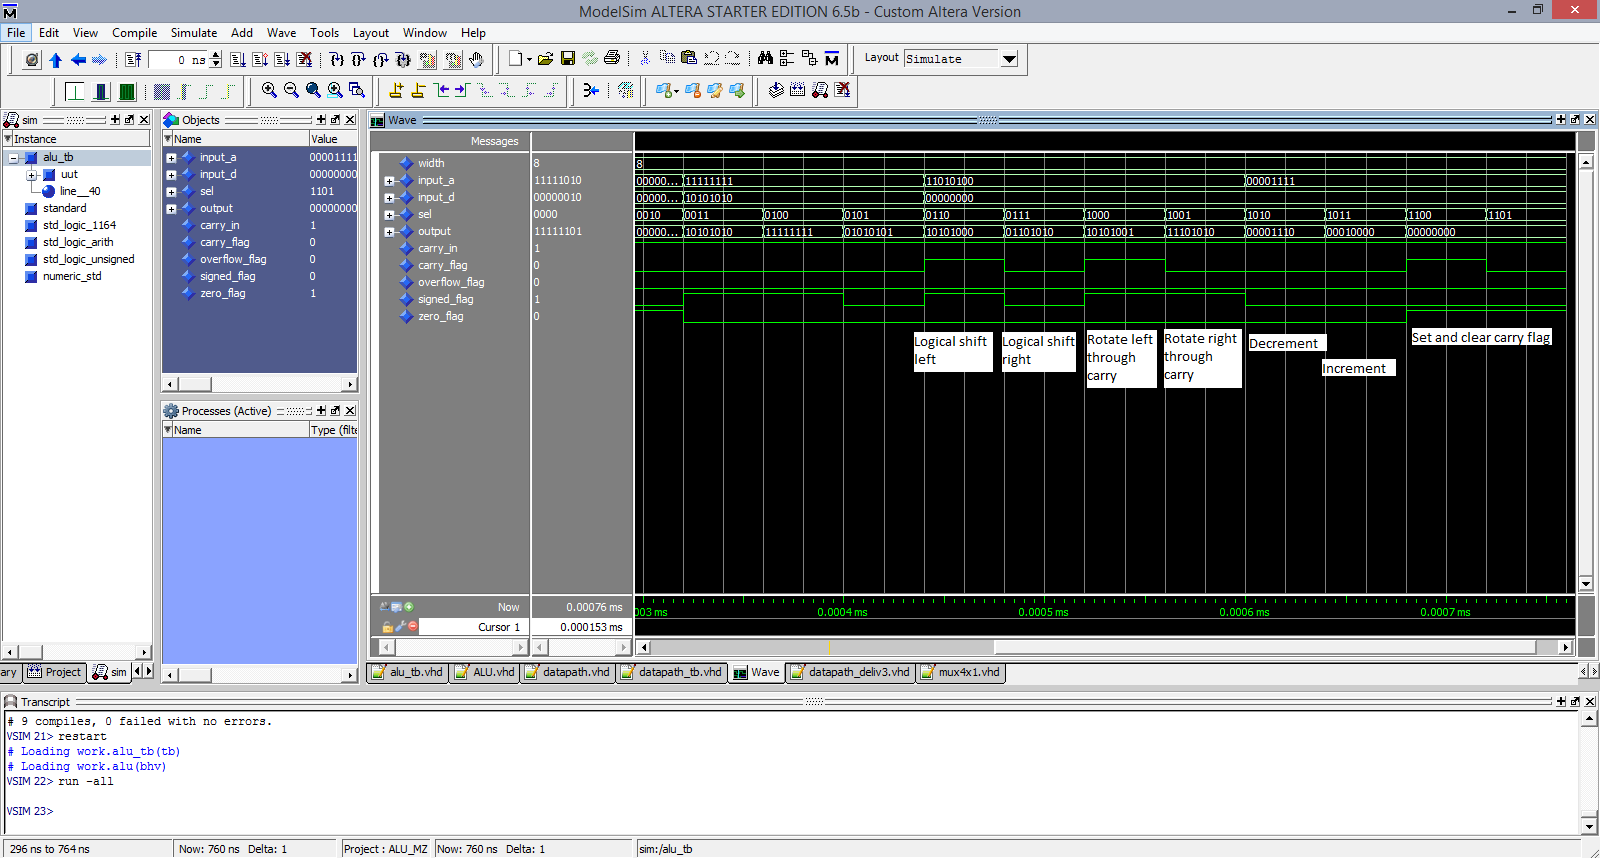 ModelSim ALTERA STARTER EDITION 6.5b - Custom Altera Version
File Edit View Compile Simulate Add Wave Tools Layout Window Help
0 ns
Layout Simulate
sim
Instance
alu_tb
uut
line__40
standard
std_logic_1164
std_logic_arith
std_logic_unsigned
numeric_std
ary Project sim
Objects
Name Value
input_a 00001111
input_d 00000000
sel 1101
output 00000000
carry_in 1
carry_flag 0
overflow_flag 0
signed_flag 0
zero_flag 1
Processes (Active)
Name Type (filte
Wave
Messages
width 8 8
input_a 11111010 00000... 11111111 11010100 00001111
input_d 00000010 00000... 10101010 00000000
sel 0000 0010 0011 0100 0101 0110 0111 1000 1001 1010 1011 1100 1101
output 11111101 00000... 10101010 11111111 01010101 10101000 01101010 10101001 11101010 00001110 00010000 00000000
carry_in 1
carry_flag 0
overflow_flag 0
signed_flag 1
zero_flag 0
Logical shift
left
Logical shift
right
Rotate left
through
carry
Rotate right
through
carry
Decrement
Increment
Set and clear carry flag
Now 0.00076 ms 003 ms 0.0004 ms 0.0005 ms 0.0006 ms 0.0007 ms
Cursor 1 0.000153 ms
alu_tb.vhd ALU.vhd datapath.vhd datapath_tb.vhd Wave datapath_deliv3.vhd mux4x1.vhd
Transcript
# 9 compiles, 0 failed with no errors.
VSIM 21> restart
# Loading work.alu_tb(tb)
# Loading work.alu(bhv)
VSIM 22> run -all
VSIM 23>
296 ns to 764 ns Now: 760 ns Delta: 1 Project : ALU_MZ Now: 760 ns Delta: 1 sim:/alu_tb